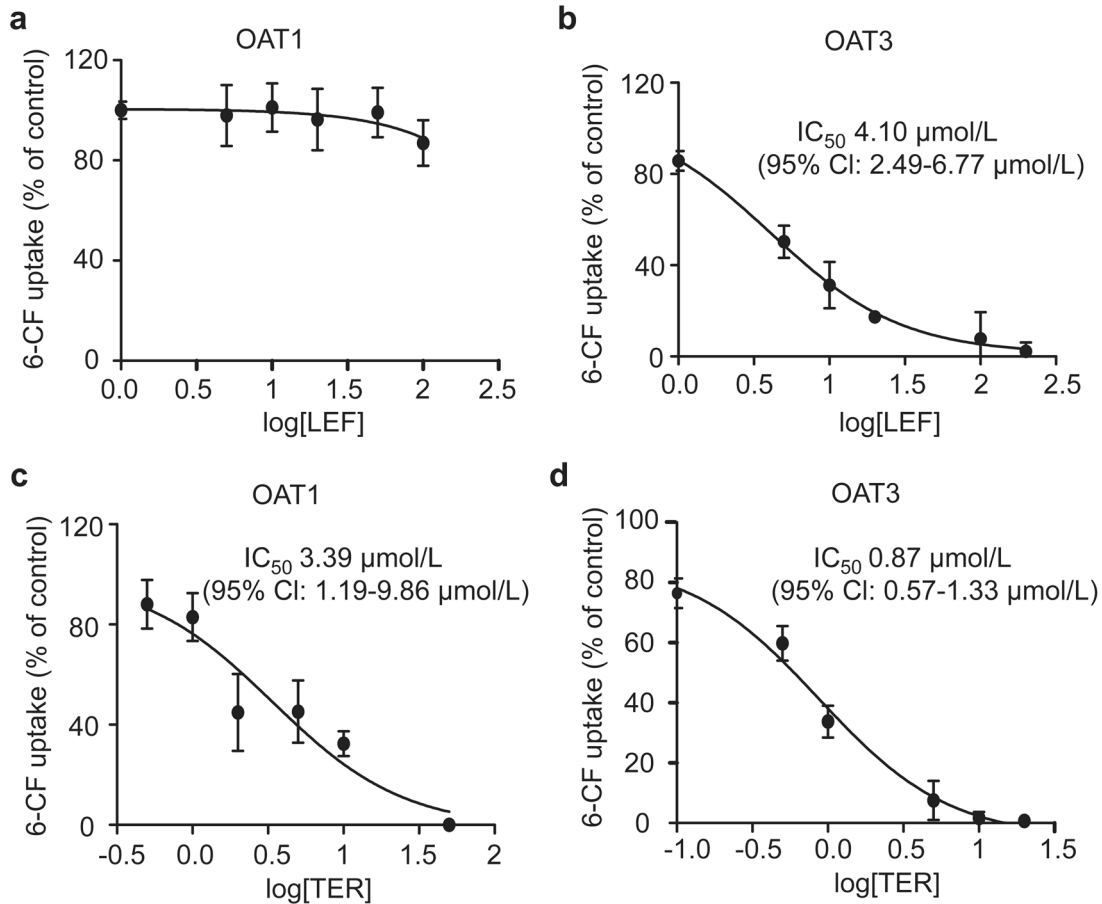 a
OAT1
6-CF uptake (% of control)
120
80
40
0
0.0 0.5 1 1.5 2.0 2.5
log[LEF]
b
OAT3
6-CF uptake (% of control)
120
80
40
0
IC50 4.10 µmol/L
(95% CI: 2.49-6.77 µmol/L)
0.0 0.5 1 1.5 2 2.5
log[LEF]
c
OAT1
6-CF uptake (% of control)
120
80
40
0
IC50 3.39 µmol/L
(95% CI: 1.19-9.86 µmol/L)
-0.5 0.0 0.5 1 1.5 2
log[TER]
d
OAT3
6-CF uptake (% of control)
100
80
60
40
20
0
IC50 0.87 µmol/L
(95% CI: 0.57-1.33 µmol/L)
-1.0 -0.5 0.0 0.5 1.0 1.5
log[TER]